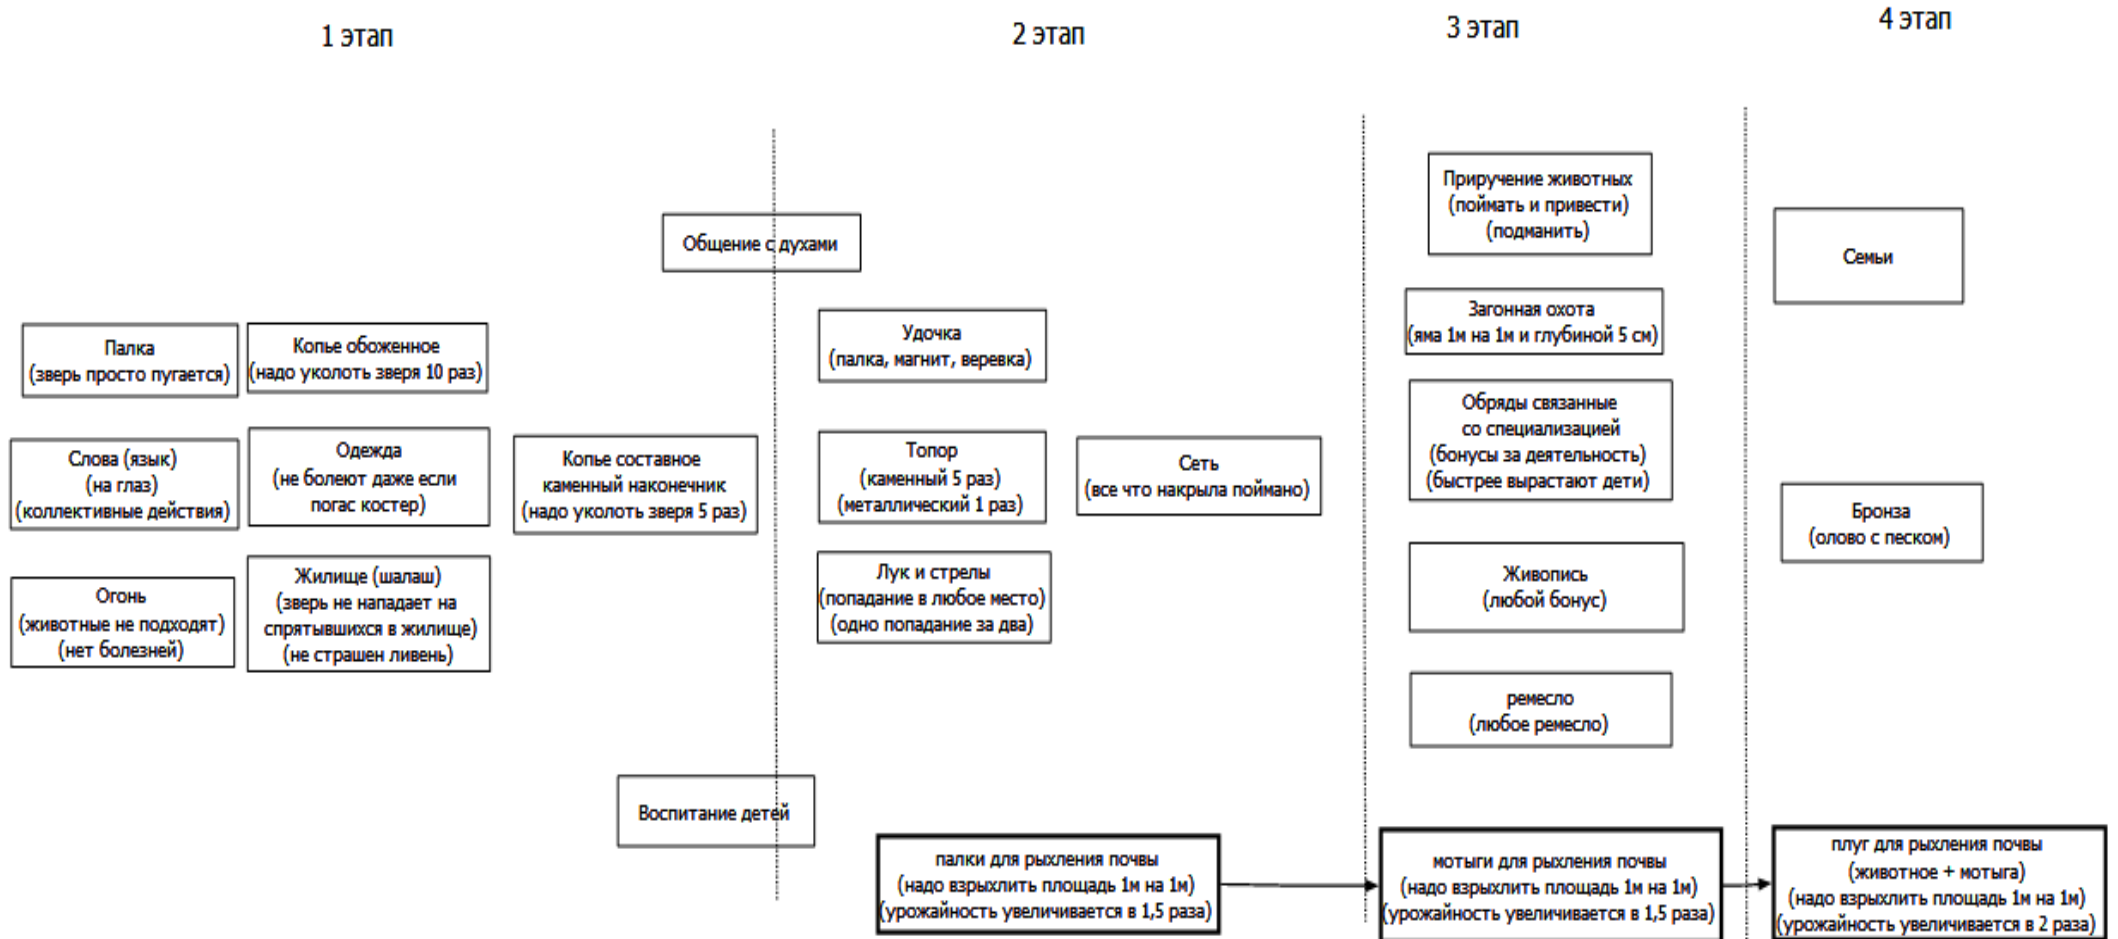 1 этап
2 этап
3 этап
4 этап
Общение с духами
Палка
(зверь просто пугается)
Копье обоженное
(надо уколоть зверя 10 раз)
Слова (язык)
(на глаз)
(коллективные действия)
Одежда
(не болеют даже если
погас костер)
Копье составное
каменный наконечник
(надо уколоть зверя 5 раз)
Огонь
(животные не подходят)
(нет болезней)
Жилище (шалаш)
(зверь не нападает на
спрятывшихся в жилище)
(не страшен ливень)
Воспитание детей
Удочка
(палка, магнит, веревка)
Топор
(каменный 5 раз)
(металлический 1 раз)
Сеть
(все что накрыла поймано)
Лук и стрелы
(попадание в любое место)
(одно попадание за два)
палки для рыхления почвы
(надо взрыхлить площадь 1м на 1м)
(урожайность увеличивается в 1,5 раза)
Приручение животных
(поймать и привести)
(подманить)
Загонная охота
(яма 1м на 1м и глубиной 5 см)
Обряды связанные
со специализацией
(бонусы за деятельность)
(быстрее вырастают дети)
Живопись
(любой бонус)
ремесло
(любое ремесло)
мотыги для рыхления почвы
(надо взрыхлить площадь 1м на 1м)
(урожайность увеличивается в 1,5 раза)
Семьи
Бронза
(олово с песком)
плуг для рыхления почвы
(животное + мотыга)
(надо взрыхлить площадь 1м на 1м)
(урожайность увеличивается в 2 раза)